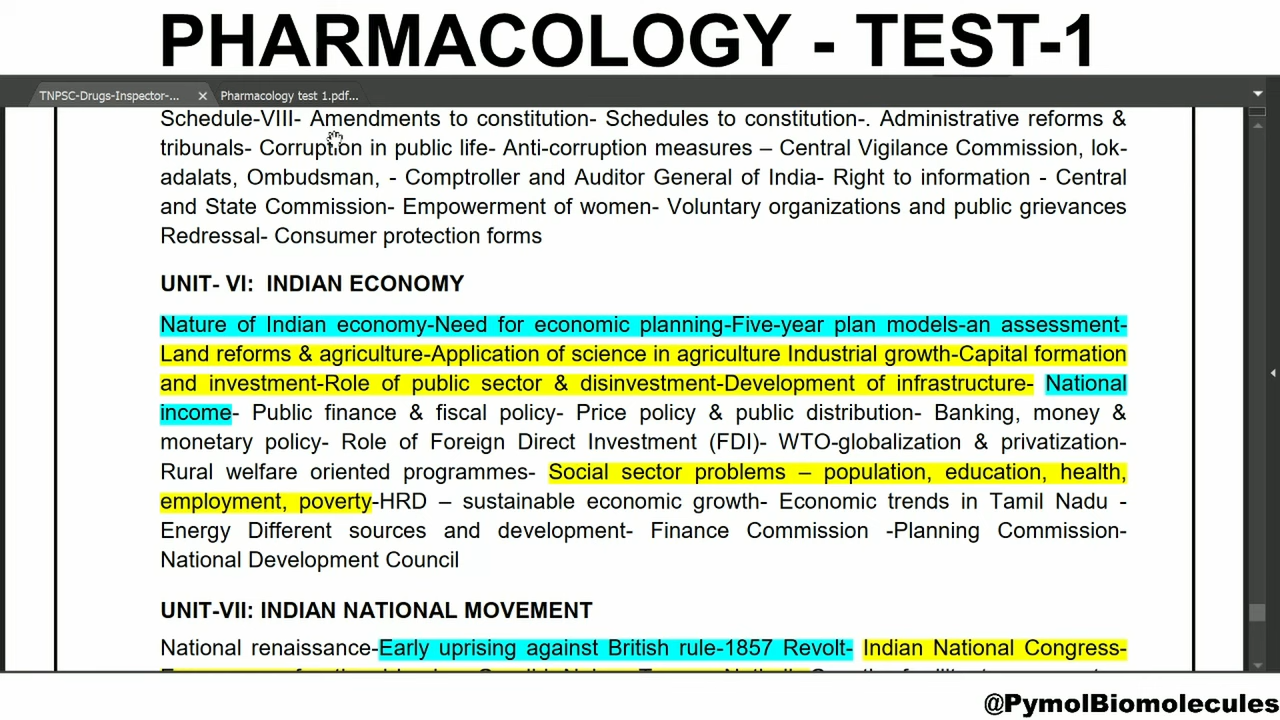 PHARMACOLOGY - TEST-1
TNPSC-Drugs-Inspector-... × Pharmacology test 1.pdf...
Schedule-VIII- Amendments to constitution- Schedules to constitution-. Administrative reforms &
tribunals- Corruption in public life- Anti-corruption measures – Central Vigilance Commission, lok-
adalats, Ombudsman, - Comptroller and Auditor General of India- Right to information - Central
and State Commission- Empowerment of women- Voluntary organizations and public grievances
Redressal- Consumer protection forms
UNIT- VI: INDIAN ECONOMY
Nature of Indian economy-Need for economic planning-Five-year plan models-an assessment-
Land reforms & agriculture-Application of science in agriculture Industrial growth-Capital formation
and investment-Role of public sector & disinvestment-Development of infrastructure- National
income- Public finance & fiscal policy- Price policy & public distribution- Banking, money &
monetary policy- Role of Foreign Direct Investment (FDI)- WTO-globalization & privatization-
Rural welfare oriented programmes- Social sector problems – population, education, health,
employment, poverty-HRD – sustainable economic growth- Economic trends in Tamil Nadu -
Energy Different sources and development- Finance Commission -Planning Commission-
National Development Council
UNIT-VII: INDIAN NATIONAL MOVEMENT
National renaissance-Early uprising against British rule-1857 Revolt- Indian National Congress-
@PymolBiomolecules